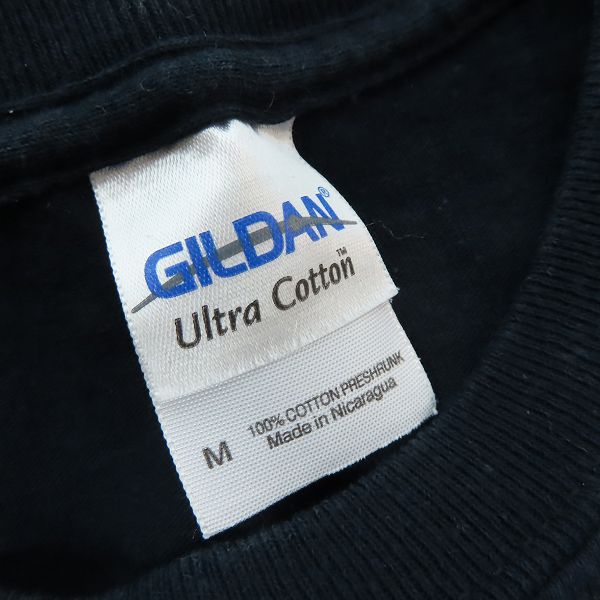 GILDAN®
Ultra Cotton™
M
100% COTTON PRESHRUNK
Made in Nicaragua